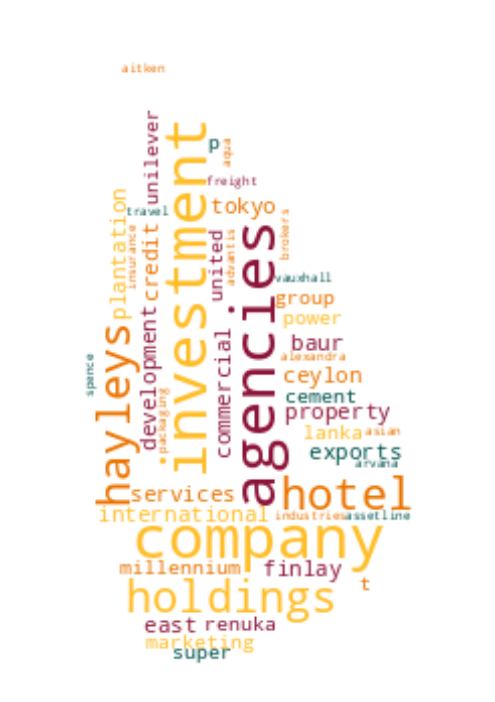 aitken
unilever
investment
p
aqua
freight
plantation
travel
tokyo
insurance
credit
united
advantis
agencies
brokers
vauxhall
group
power
hayleys
development
commercial
baur
alexandra
spence
packaging
ceylon
cement
property
lanka
asian
exports
arvana
services
hotel
international
industries
assetline
company
millennium
finlay
t
holdings
east
renuka
marketing
super